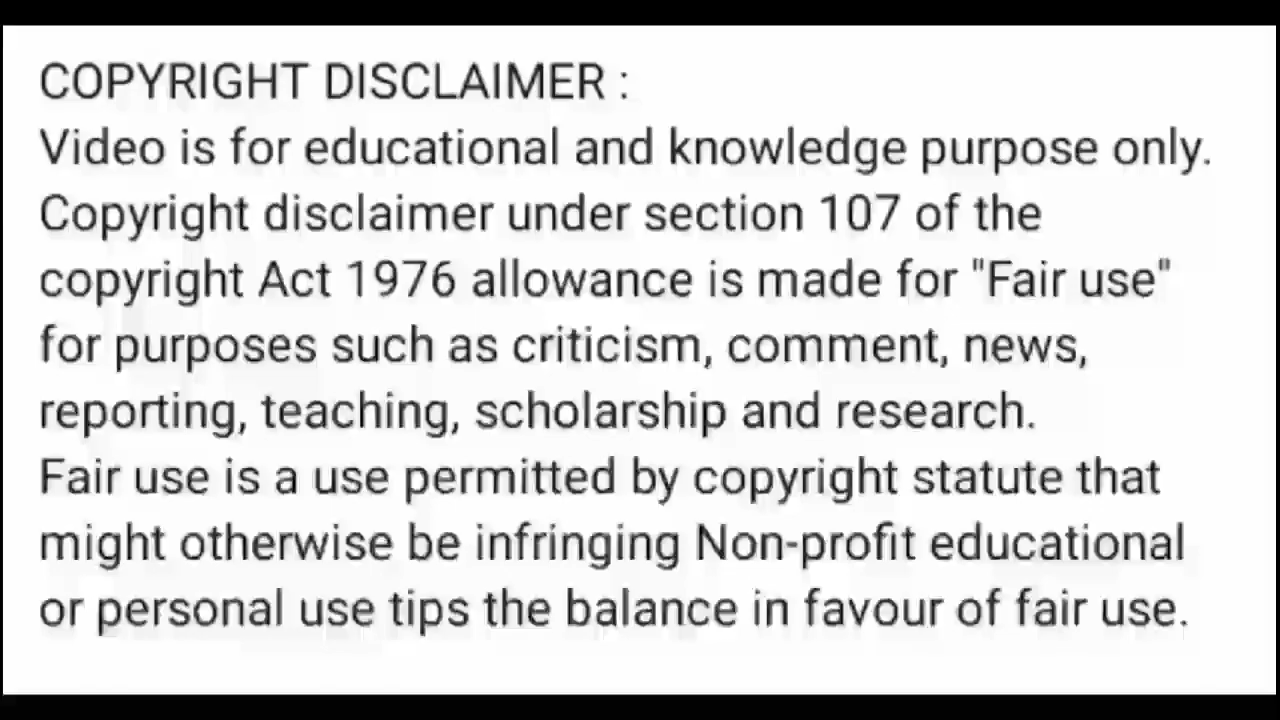 COPYRIGHT DISCLAIMER :
Video is for educational and knowledge purpose only.
Copyright disclaimer under section 107 of the
copyright Act 1976 allowance is made for "Fair use"
for purposes such as criticism, comment, news,
reporting, teaching, scholarship and research.
Fair use is a use permitted by copyright statute that
might otherwise be infringing Non-profit educational
or personal use tips the balance in favour of fair use.